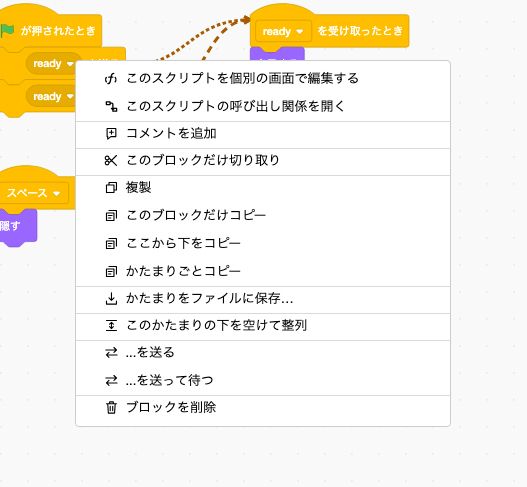 が押されたとき
ready を受け取ったとき
ready
ready
スペース
隠す
このスクリプトを個別の画面で編集する
このスクリプトの呼び出し関係を開く
コメントを追加
このブロックだけ切り取り
複製
このブロックだけコピー
ここから下をコピー
かたまりごとコピー
かたまりをファイルに保存...
このかたまりの下を空けて整列
...を送る
...を送って待つ
ブロックを削除